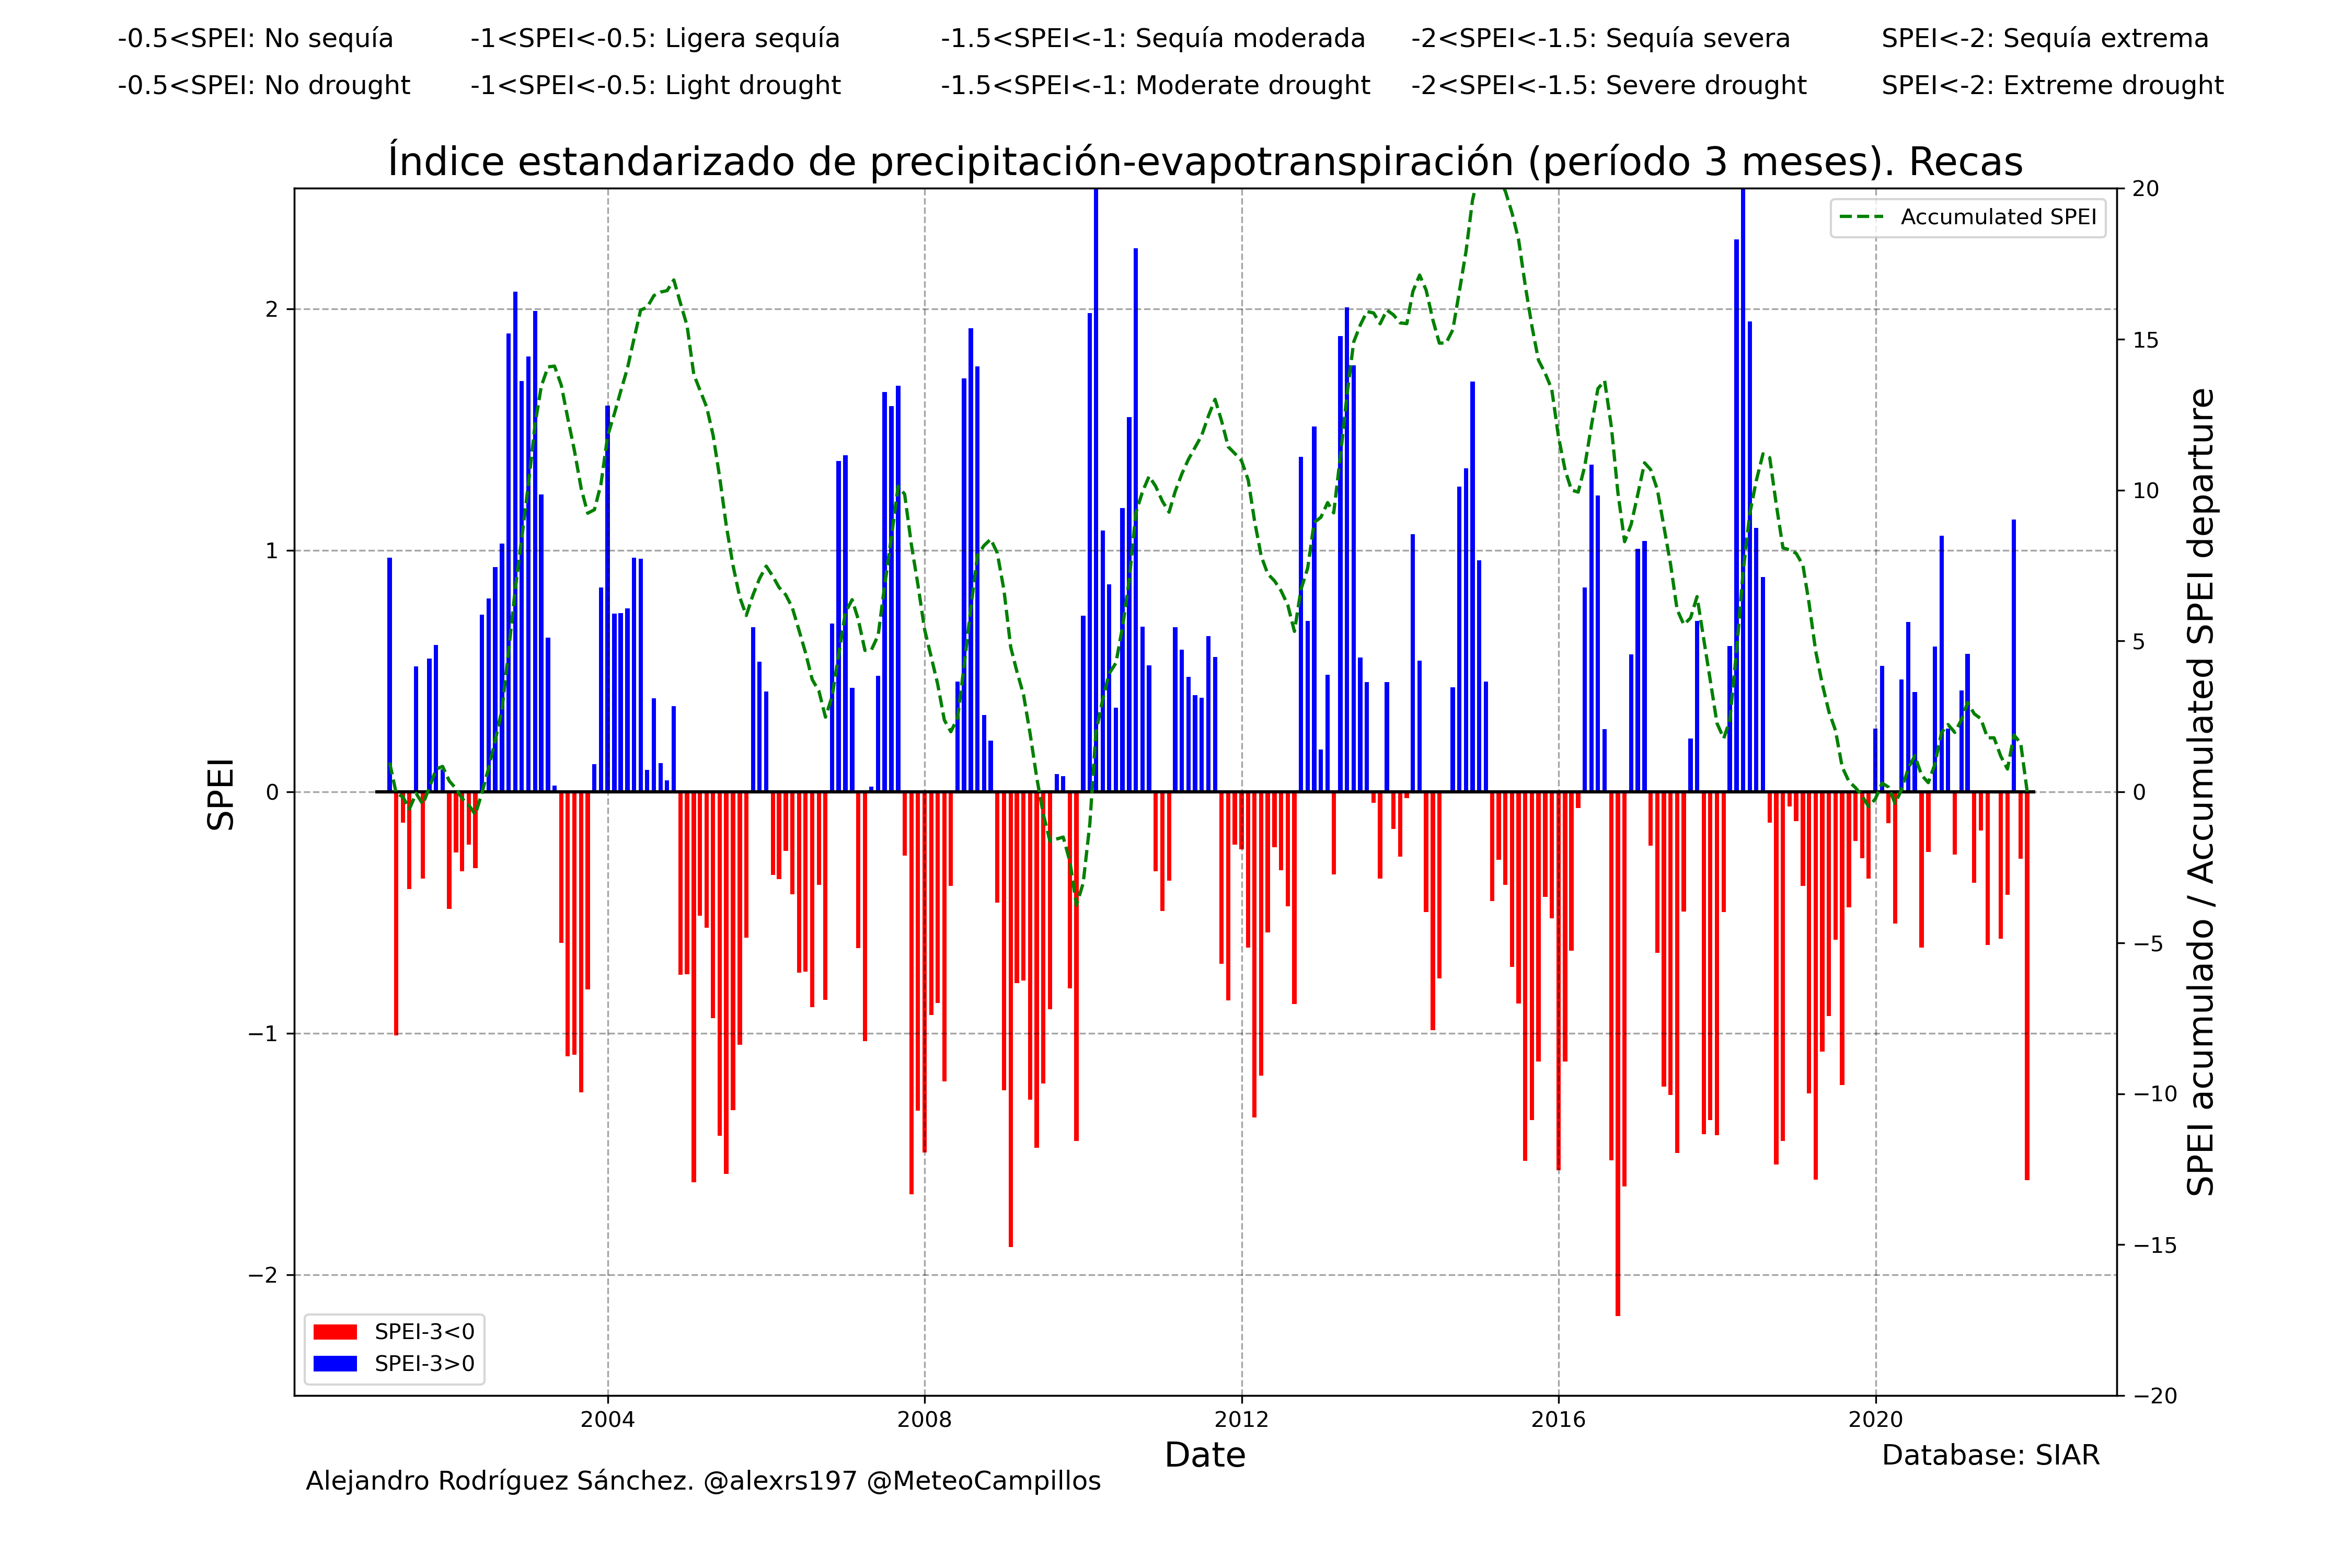 -0.5<SPEI: No sequía -1<SPEI<-0.5: Ligera sequía -1.5<SPEI<-1: Sequía moderada -2<SPEI<-1.5: Sequía severa SPEI<-2: Sequía extrema
-0.5<SPEI: No drought -1<SPEI<-0.5: Light drought -1.5<SPEI<-1: Moderate drought -2<SPEI<-1.5: Severe drought SPEI<-2: Extreme drought
Índice estandarizado de precipitación-evapotranspiración (período 3 meses). Recas
Accumulated SPEI
SPEI
2
1
0
−1
−2
20
15
10
5
0
−5
−10
−15
−20
SPEI acumulado / Accumulated SPEI departure
SPEI-3<0
SPEI-3>0
2004 2008 2012 2016 2020
Date
Database: SIAR
Alejandro Rodríguez Sánchez. @alexrs197 @MeteoCampillos